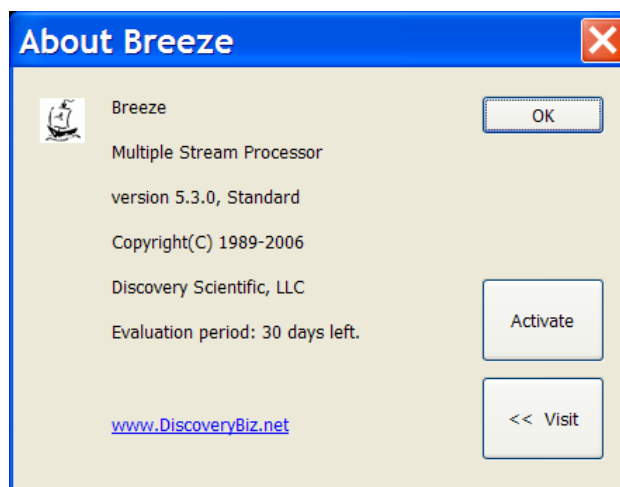 About Breeze
Breeze
OK
Multiple Stream Processor
version 5.3.0, Standard
Copyright(C) 1989-2006
Discovery Scientific, LLC
Evaluation period: 30 days left.
Activate
www.DiscoveryBiz.net
<< Visit